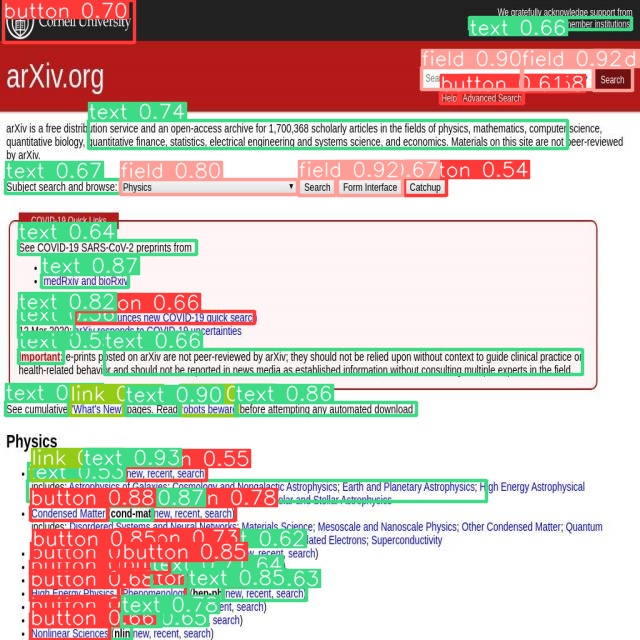 button 0.70
Cornell University
We gratefully acknowledge support from
text 0.66
member institutions
arXiv.org
field 0.90 field 0.92 d
button 0.61 58
Search
Help Advanced Search
text 0.74
arXiv is a free distribution service and an open-access archive for 1,700,368 scholarly articles in the fields of physics, mathematics, computer science,
quantitative biology, quantitative finance, statistics, electrical engineering and systems science, and economics. Materials on this site are not peer-reviewed
by arXiv.
text 0.67 field 0.80 field 0.92 .67 ton 0.54
Subject search and browse: Physics Search Form Interface Catchup
COVID-19 Quick Links
text 0.64
See COVID-19 SARS-CoV-2 preprints from
text 0.87
medRxiv and bioRxiv
text 0.82 on 0.66
unces new COVID-19 quick search
12 Mar 2020: arXiv responds to COVID-19 uncertainties
text 0.5 text 0.66
Important: e-prints posted on arXiv are not peer-reviewed by arXiv; they should not be relied upon without context to guide clinical practice or
health-related behavior and should not be reported in news media as established information without consulting multiple experts in the field.
text 0 link text 0.90 text 0.86
See cumulative "What's New" pages. Read robots beware before attempting any automated download
Physics
link text 0.93 n 0.55
text 0.53 new, recent, search)
includes: Astrophysics of Galaxies; Cosmology and Nongalactic Astrophysics; Earth and Planetary Astrophysics; High Energy Astrophysical
button 0.88 0.87 n 0.78 olar and Stellar Astrophysics
Condensed Matter (cond-mat new, recent, search)
includes: Disordered Systems and Neural Networks; Materials Science; Mesoscale and Nanoscale Physics; Other Condensed Matter; Quantum
button 0.85 on 0.73 t 0.62 lated Electrons; Superconductivity
button button 0.85 w, recent, search)
button 0.68 ton text 0.85 .63
High Energy Physics - Phenomenology (hep-ph new, recent, search)
button text 0.78 ent, search)
button 0.66 0.65
Nonlinear Sciences (nlin new, recent, search)